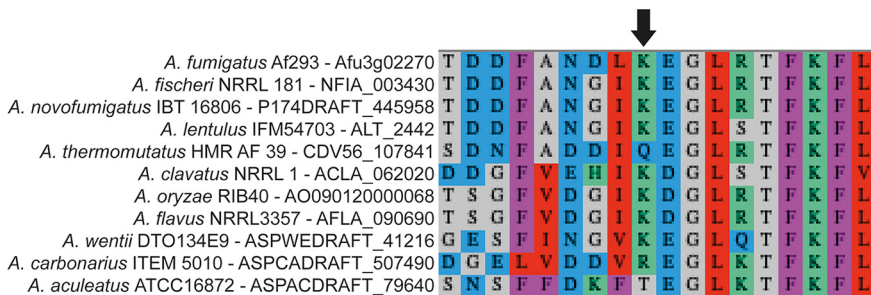 A. fumigatus Af293 - Afu3g02270 T D D F A N D L K E G L R T F K F L
A. fischeri NRRL 181 - NFIA_003430 T D D F A N G I K E G L R T F K F L
A. novofumigatus IBT 16806 - P174DRAFT_445958 T D D F A N G I K E G L R T F K F L
A. lentulus IFM54703 - ALT_2442 T D D F A N G I K E G L S T F K F L
A. thermomutatus HMR AF 39 - CDV56_107841 S D N F A D D I Q E G L R T F K F L
A. clavatus NRRL 1 - ACLA_062020 D D G F V E H I K D G L S T F K F V
A. oryzae RIB40 - AO090120000068 T S G F V D G I K D G L R T F K F L
A. flavus NRRL3357 - AFLA_090690 T S G F V D G I K D G L R T F K F L
A. wentii DTO134E9 - ASPWEDRAFT_41216 G E S F I N G V K E G L Q T F K F L
A. carbonarius ITEM 5010 - ASPCADRAFT_507490 D G E L V D D V R E G L K T F K F L
A. aculeatus ATCC16872 - ASPACDRAFT_79640 S N S F F D K F T E G L K T F K F L